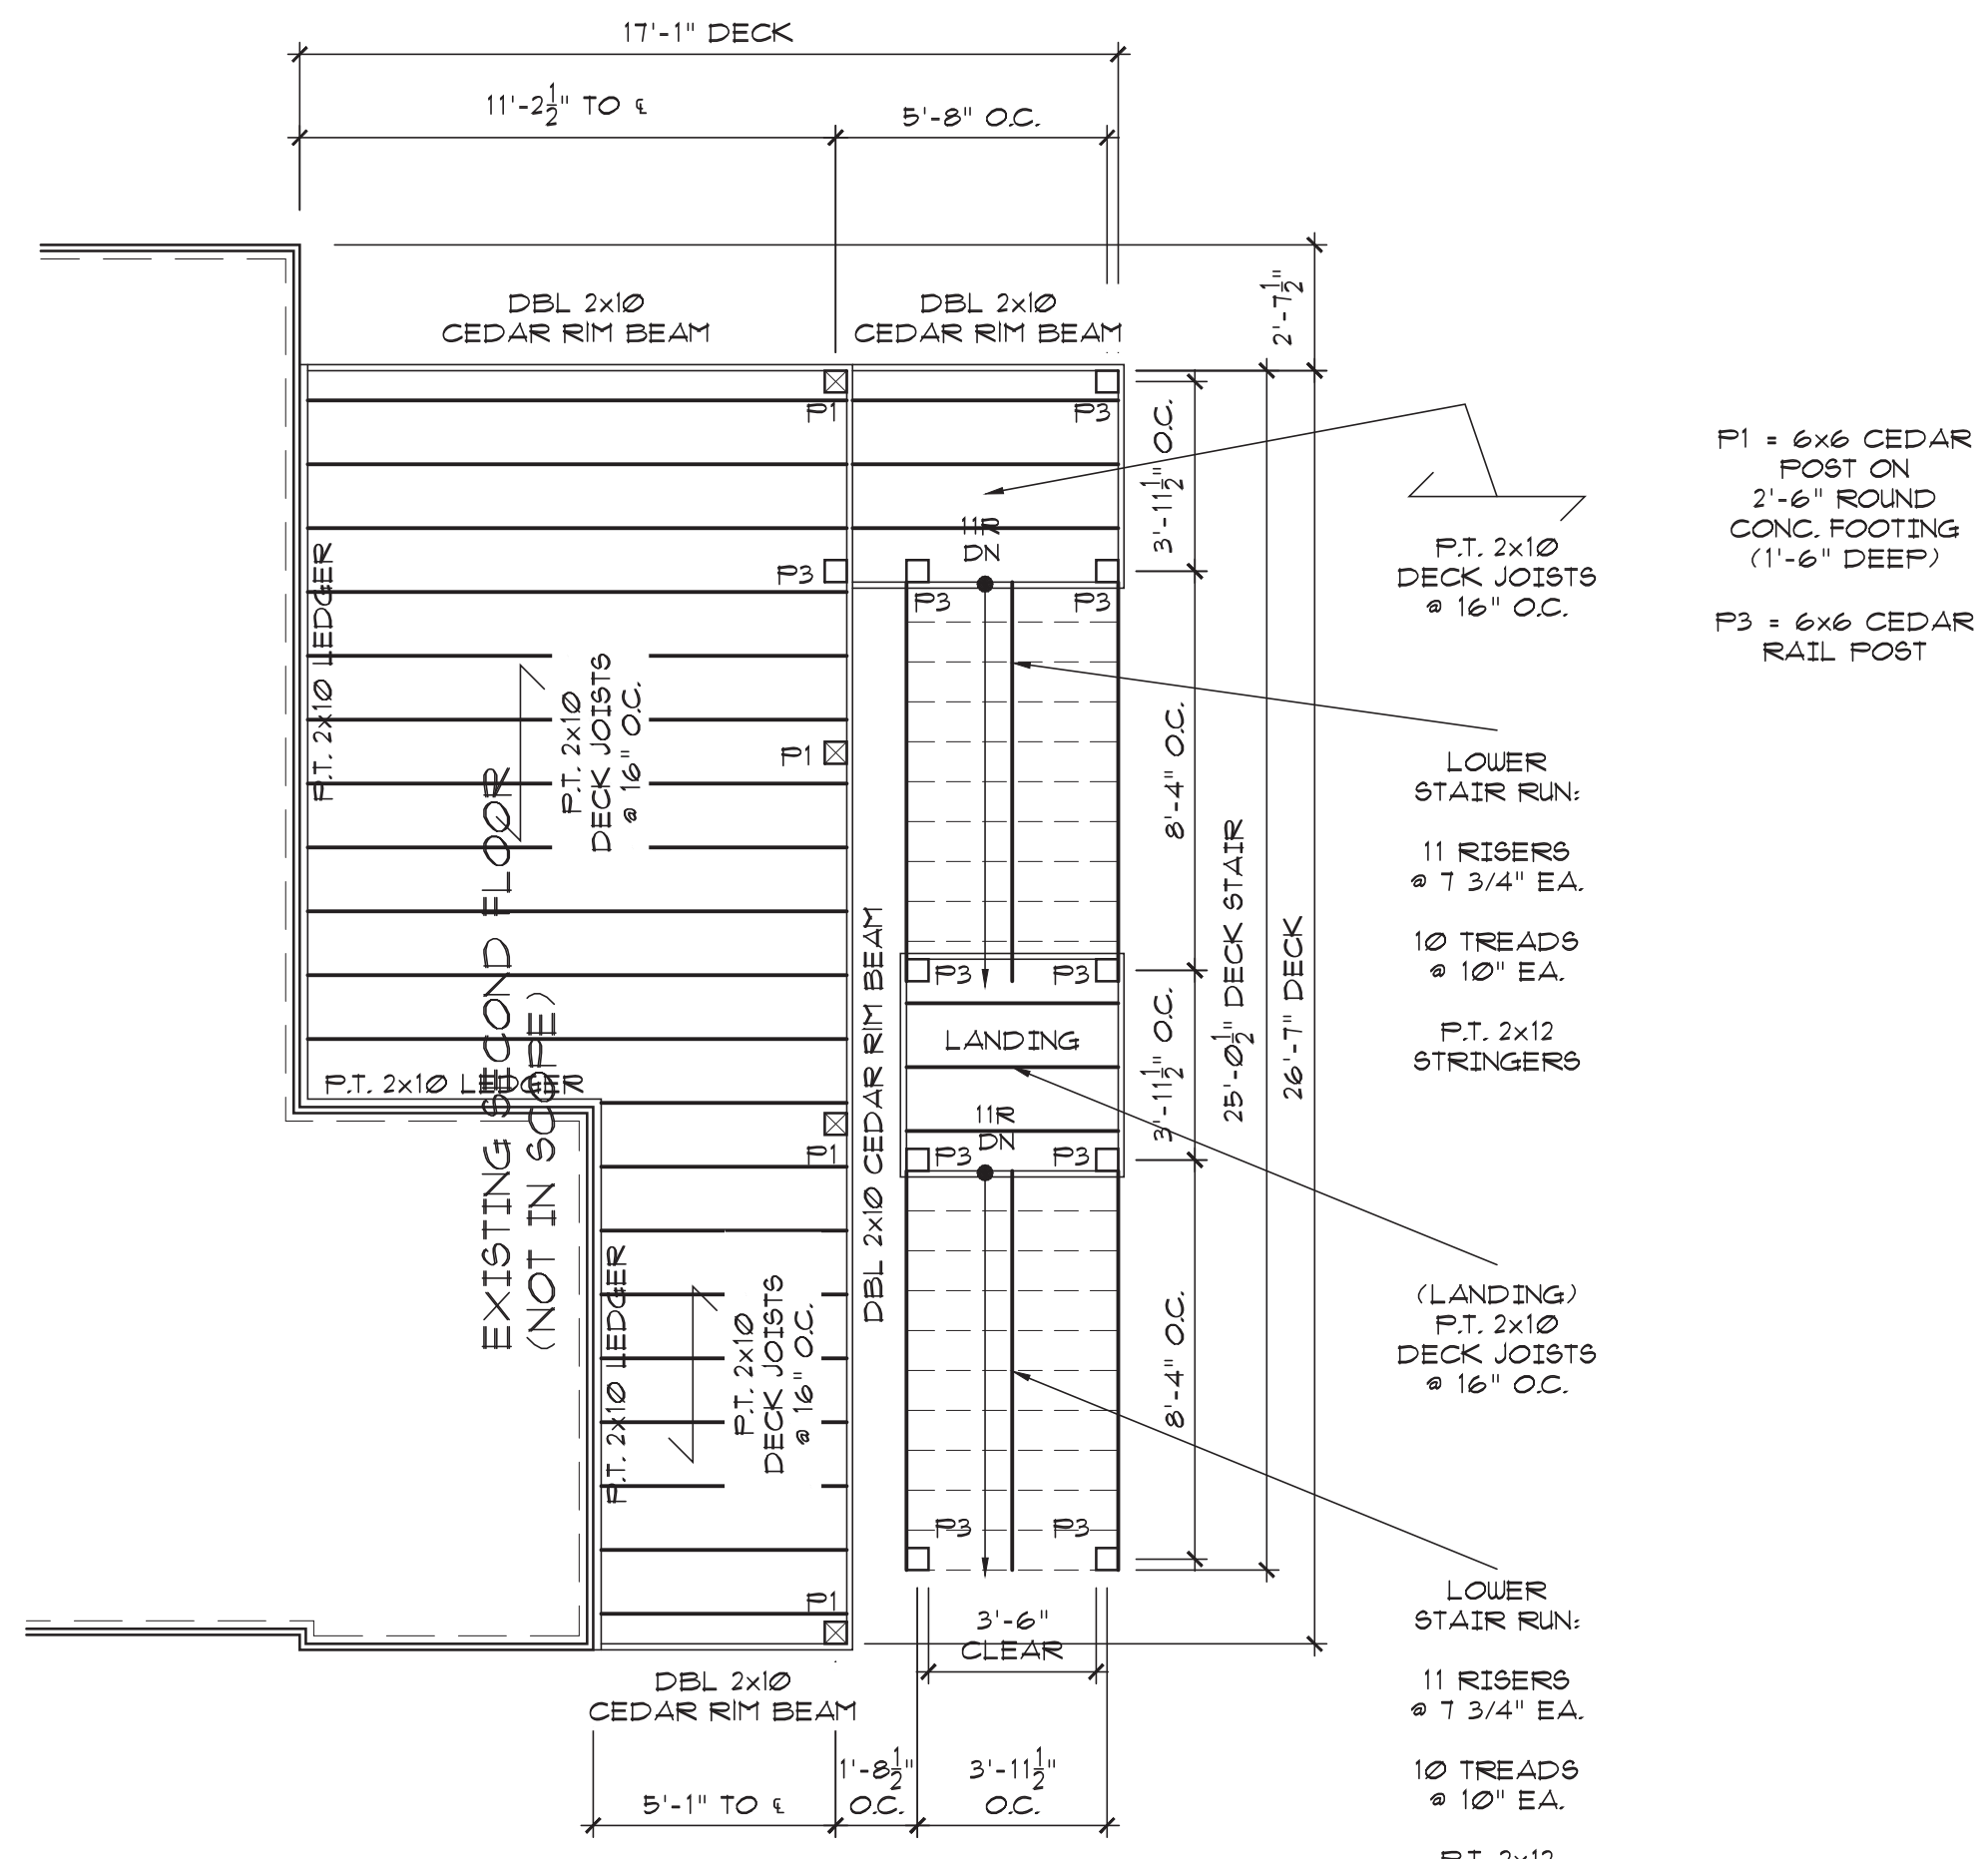 17'-1" DECK
11'-2 1/2" TO ℄
5'-8" O.C.
2'-7 1/2"
DBL 2x10
CEDAR RIM BEAM
DBL 2x10
CEDAR RIM BEAM
P1
P3
3'-11 1/2" O.C.
P1 = 6x6 CEDAR
POST ON
2'-6" ROUND
CONC. FOOTING
(1'-6" DEEP)
P3 = 6x6 CEDAR
RAIL POST
P.T. 2x10
DECK JOISTS
@ 16" O.C.
11R
DN
P3
P3
P3
P.T. 2x10 LEDGER
P.T. 2x10
DECK JOISTS
@ 16" O.C.
P1
8'-4" O.C.
LOWER
STAIR RUN:
11 RISERS
@ 7 3/4" EA.
10 TREADS
@ 10" EA.
P.T. 2x12
STRINGERS
EXISTING SECOND FLOOR
(NOT IN SCOPE)
DBL 2x10 CEDAR RIM BEAM
25'-0 1/2" DECK STAIR
26'-7" DECK
P3
P3
LANDING
3'-11 1/2" O.C.
P.T. 2x10 LEDGER
P1
11R
DN
P3
P3
P.T. 2x10 LEDGER
P.T. 2x10
DECK JOISTS
@ 16" O.C.
8'-4" O.C.
(LANDING)
P.T. 2x10
DECK JOISTS
@ 16" O.C.
P3
P3
P1
3'-6"
CLEAR
LOWER
STAIR RUN:
11 RISERS
@ 7 3/4" EA.
10 TREADS
@ 10" EA.
P.T. 2x12
DBL 2x10
CEDAR RIM BEAM
5'-1" TO ℄
1'-8 1/2"
O.C.
3'-11 1/2"
O.C.